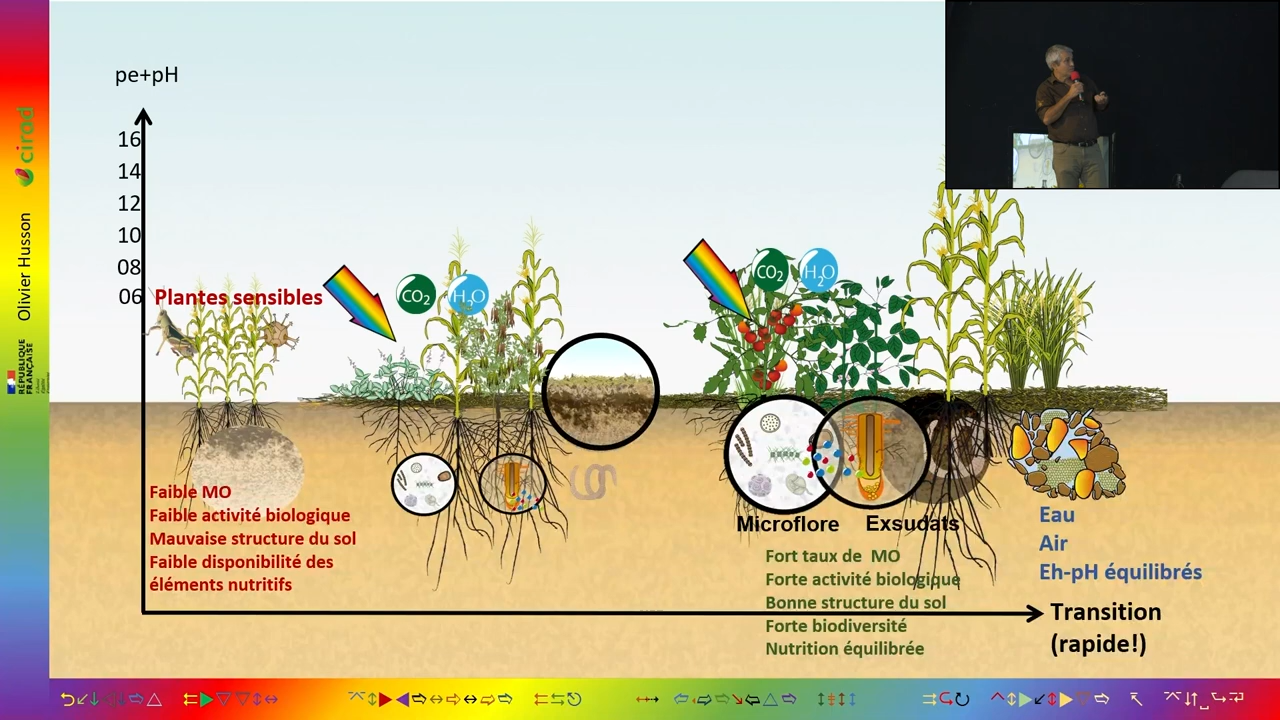 pe+pH
16
14
12
10
08
06
Plantes sensibles
CO2
H2O
CO2
H2O
Faible MO
Faible activité biologique
Mauvaise structure du sol
Faible disponibilité des
éléments nutritifs
Microflore
Exsudats
Fort taux de MO
Forte activité biologique
Bonne structure du sol
Forte biodiversité
Nutrition équilibrée
Eau
Air
Eh-pH équilibrés
Transition
(rapide!)
cirad
Olivier Husson
RÉPUBLIQUE
FRANÇAISE